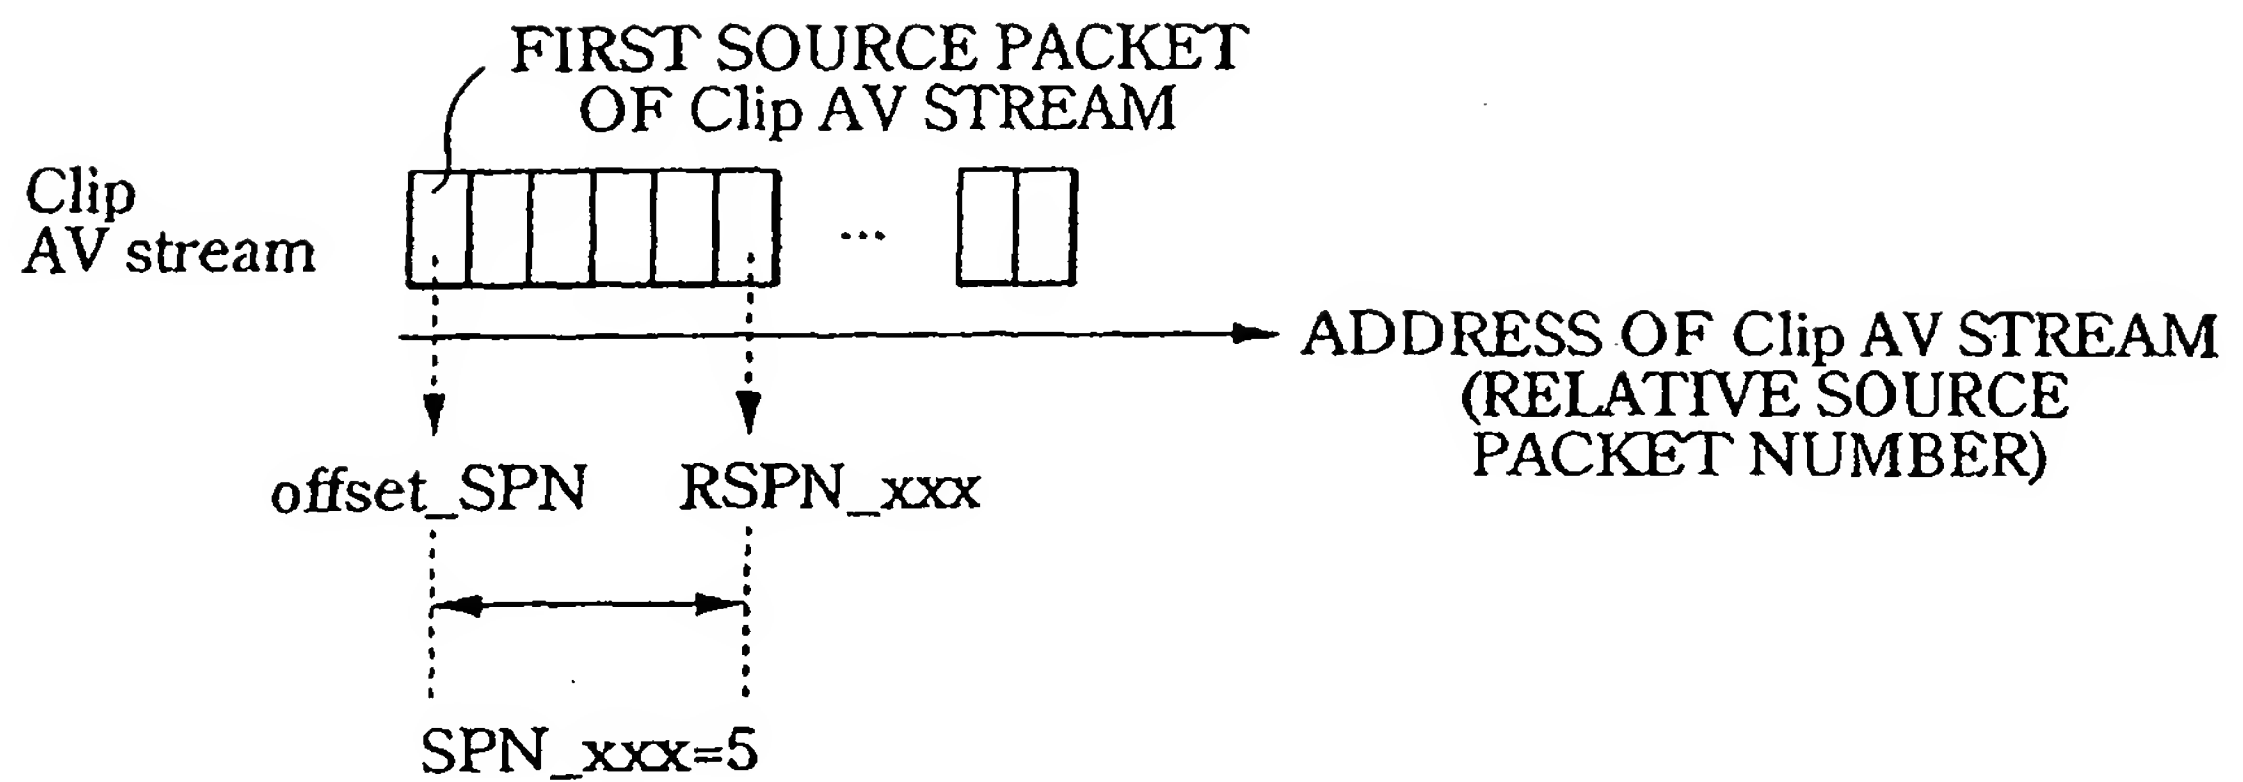 FIRST SOURCE PACKET
OF Clip AV STREAM
Clip
AV stream
...
ADDRESS OF Clip AV STREAM
(RELATIVE SOURCE
PACKET NUMBER)
offset_SPN
RSPN_xxx
SPN_xxx=5